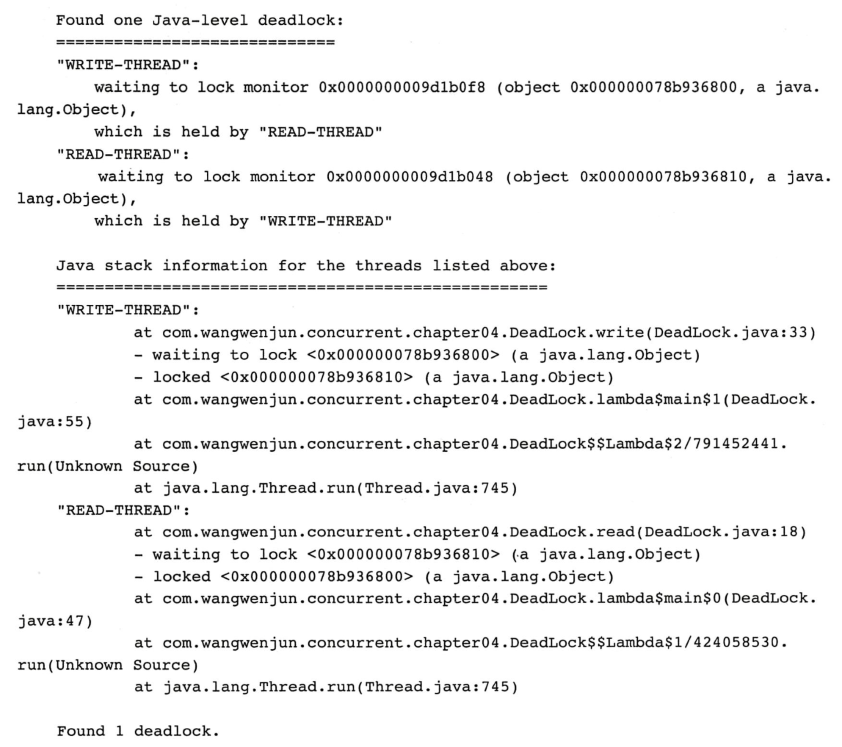 Found one Java-level deadlock:
=============================
"WRITE-THREAD":
waiting to lock monitor 0x0000000009d1b0f8 (object 0x000000078b936800, a java.
lang.Object),
which is held by "READ-THREAD"
"READ-THREAD":
waiting to lock monitor 0x0000000009d1b048 (object 0x000000078b936810, a java.
lang.Object),
which is held by "WRITE-THREAD"
Java stack information for the threads listed above:
===================================================
"WRITE-THREAD":
at com.wangwenjun.concurrent.chapter04.DeadLock.write(DeadLock.java:33)
- waiting to lock <0x000000078b936800> (a java.lang.Object)
- locked <0x000000078b936810> (a java.lang.Object)
at com.wangwenjun.concurrent.chapter04.DeadLock.lambda$main$1(DeadLock.
java:55)
at com.wangwenjun.concurrent.chapter04.DeadLock$$Lambda$2/791452441.
run(Unknown Source)
at java.lang.Thread.run(Thread.java:745)
"READ-THREAD":
at com.wangwenjun.concurrent.chapter04.DeadLock.read(DeadLock.java:18)
- waiting to lock <0x000000078b936810> (a java.lang.Object)
- locked <0x000000078b936800> (a java.lang.Object)
at com.wangwenjun.concurrent.chapter04.DeadLock.lambda$main$0(DeadLock.
java:47)
at com.wangwenjun.concurrent.chapter04.DeadLock$$Lambda$1/424058530.
run(Unknown Source)
at java.lang.Thread.run(Thread.java:745)
Found 1 deadlock.